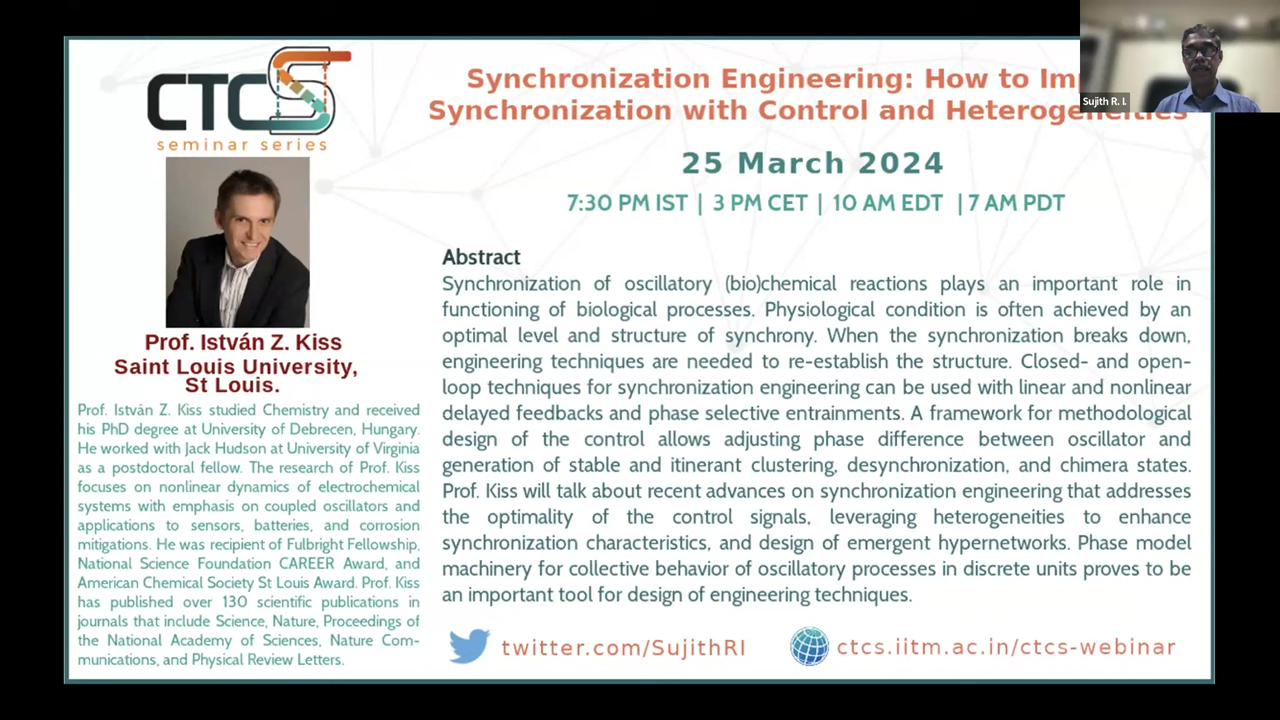 CTCS
seminar series
Synchronization Engineering: How to
Synchronization with Control and
25 March 2024
7:30 PM IST | 3 PM CET | 10 AM EDT | 7 AM PDT
Sujith R. I.
Prof. István Z. Kiss
Saint Louis University,
St Louis.
Prof. István Z. Kiss studied Chemistry and received
his PhD degree at University of Debrecen, Hungary.
He worked with Jack Hudson at University of Virginia
as a postdoctoral fellow. The research of Prof. Kiss
focuses on nonlinear dynamics of electrochemical
systems with emphasis on coupled oscillators and
applications to sensors, batteries, and corrosion
mitigations. He was recipient of Fulbright Fellowship,
National Science Foundation CAREER Award, and
American Chemical Society St Louis Award. Prof. Kiss
has published over 130 scientific publications in
journals that include Science, Nature, Proceedings of
the National Academy of Sciences, Nature Com-
munications, and Physical Review Letters.
Abstract
Synchronization of oscillatory (bio)chemical reactions plays an important role in
functioning of biological processes. Physiological condition is often achieved by an
optimal level and structure of synchrony. When the synchronization breaks down,
engineering techniques are needed to re-establish the structure. Closed- and open-
loop techniques for synchronization engineering can be used with linear and nonlinear
delayed feedbacks and phase selective entrainments. A framework for methodological
design of the control allows adjusting phase difference between oscillator and
generation of stable and itinerant clustering, desynchronization, and chimera states.
Prof. Kiss will talk about recent advances on synchronization engineering that addresses
the optimality of the control signals, leveraging heterogeneities to enhance
synchronization characteristics, and design of emergent hypernetworks. Phase model
machinery for collective behavior of oscillatory processes in discrete units proves to be
an important tool for design of engineering techniques.
twitter.com/SujithRI
ctcs.iitm.ac.in/ctcs-webinar